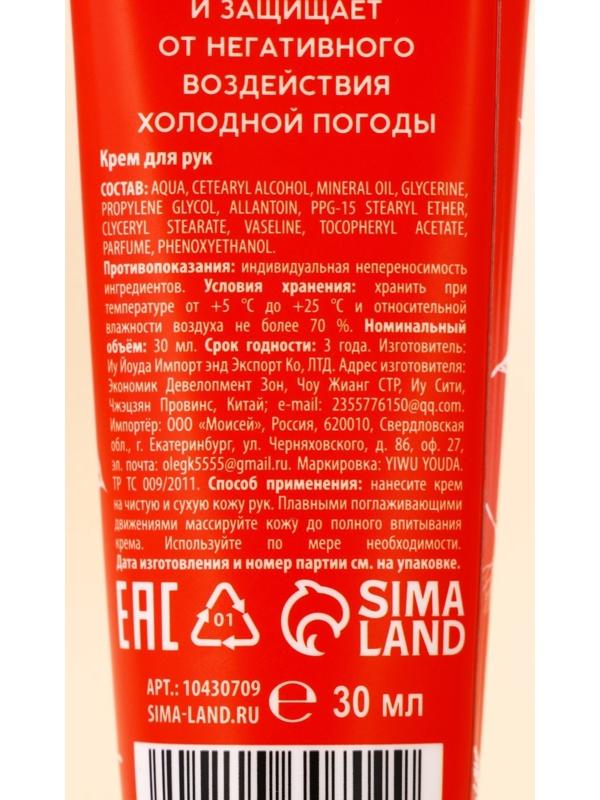 И ЗАЩИЩАЕТ
ОТ НЕГАТИВНОГО
ВОЗДЕЙСТВИЯ
ХОЛОДНОЙ ПОГОДЫ
Крем для рук
СОСТАВ: AQUA, CETEARYL ALCOHOL, MINERAL OIL, GLYCERINE,
PROPYLENE GLYCOL, ALLANTOIN, PPG-15 STEARYL ETHER,
GLYCERYL STEARATE, VASELINE, TOCOPHERYL ACETATE,
PARFUME, PHENOXYETHANOL.
Противопоказания: индивидуальная непереносимость
ингредиентов. Условия хранения: хранить при
температуре от +5 °C до +25 °C и относительной
влажности воздуха не более 70 %. Номинальный
объём: 30 мл. Срок годности: 3 года. Изготовитель:
Иу Йоуда Импорт энд Экспорт Ко, ЛТД. Адрес изготовителя:
Экономик Девелопмент Зон, Чоу Жианг СТР, Иу Сити,
Чжэцзян Провинс, Китай; e-mail: 2355776150@qq.com.
Импортёр: ООО «Моисей», Россия, 620010, Свердловская
обл., г. Екатеринбург, ул. Черняховского, д. 86, оф. 27,
эл. почта: olegk5555@gmail.ru. Маркировка: YIWU YOUDA.
ТР ТС 009/2011. Способ применения: нанесите крем
на чистую и сухую кожу рук. Плавными поглаживающими
движениями массируйте кожу до полного впитывания
крема. Используйте по мере необходимости.
Дата изготовления и номер партии см. на упаковке.
EAC 01 SIMA
LAND
АРТ.: 10430709
SIMA-LAND.RU
℮ 30 мл